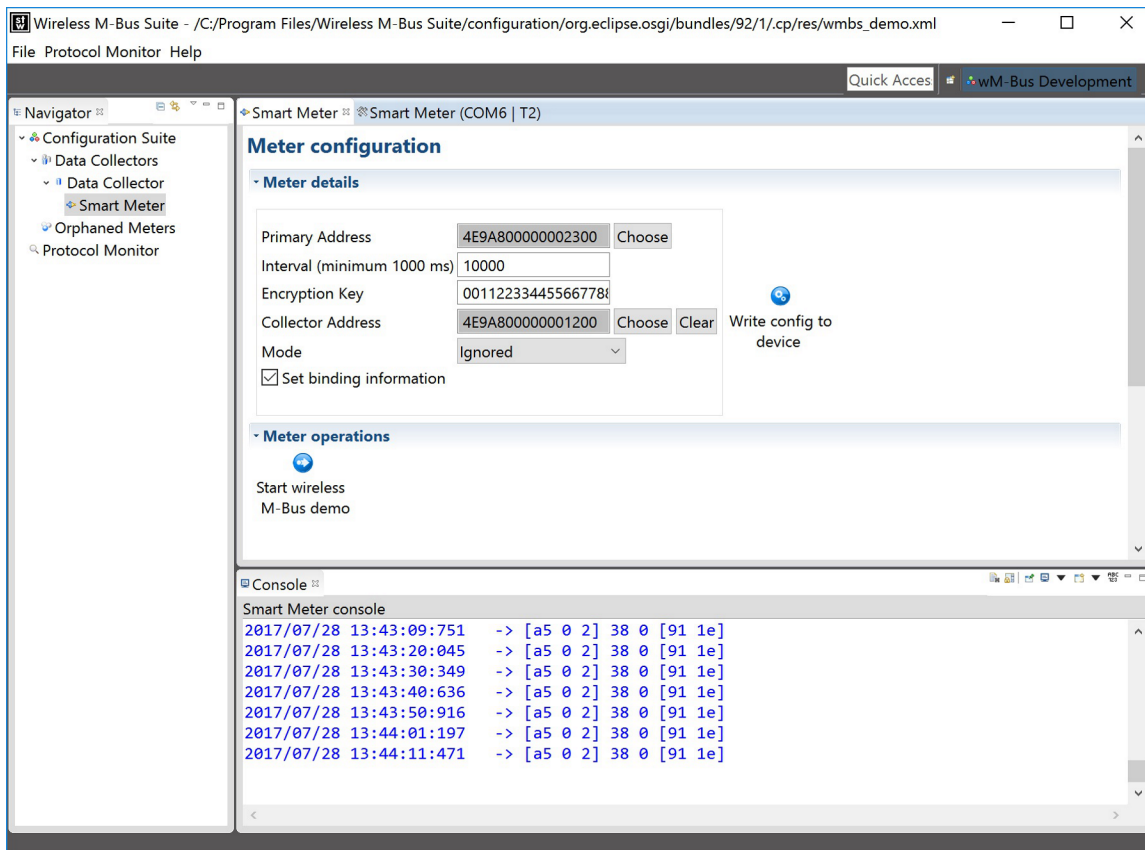 Wireless M-Bus Suite - /C:/Program Files/Wireless M-Bus Suite/configuration/org.eclipse.osgi/bundles/92/1/.cp/res/wmbs_demo.xml
File Protocol Monitor Help
Quick Acces
wM-Bus Development
Navigator
Configuration Suite
Data Collectors
Data Collector
Smart Meter
Orphaned Meters
Protocol Monitor
Smart Meter
Smart Meter (COM6 | T2)
Meter configuration
Meter details
Primary Address 4E9A800000002300 Choose
Interval (minimum 1000 ms) 10000
Encryption Key 001122334455667788
Collector Address 4E9A800000001200 Choose Clear
Mode Ignored
Set binding information
Write config to
device
Meter operations
Start wireless
M-Bus demo
Console
Smart Meter console
2017/07/28 13:43:09:751 -> [a5 0 2] 38 0 [91 1e]
2017/07/28 13:43:20:045 -> [a5 0 2] 38 0 [91 1e]
2017/07/28 13:43:30:349 -> [a5 0 2] 38 0 [91 1e]
2017/07/28 13:43:40:636 -> [a5 0 2] 38 0 [91 1e]
2017/07/28 13:43:50:916 -> [a5 0 2] 38 0 [91 1e]
2017/07/28 13:44:01:197 -> [a5 0 2] 38 0 [91 1e]
2017/07/28 13:44:11:471 -> [a5 0 2] 38 0 [91 1e]